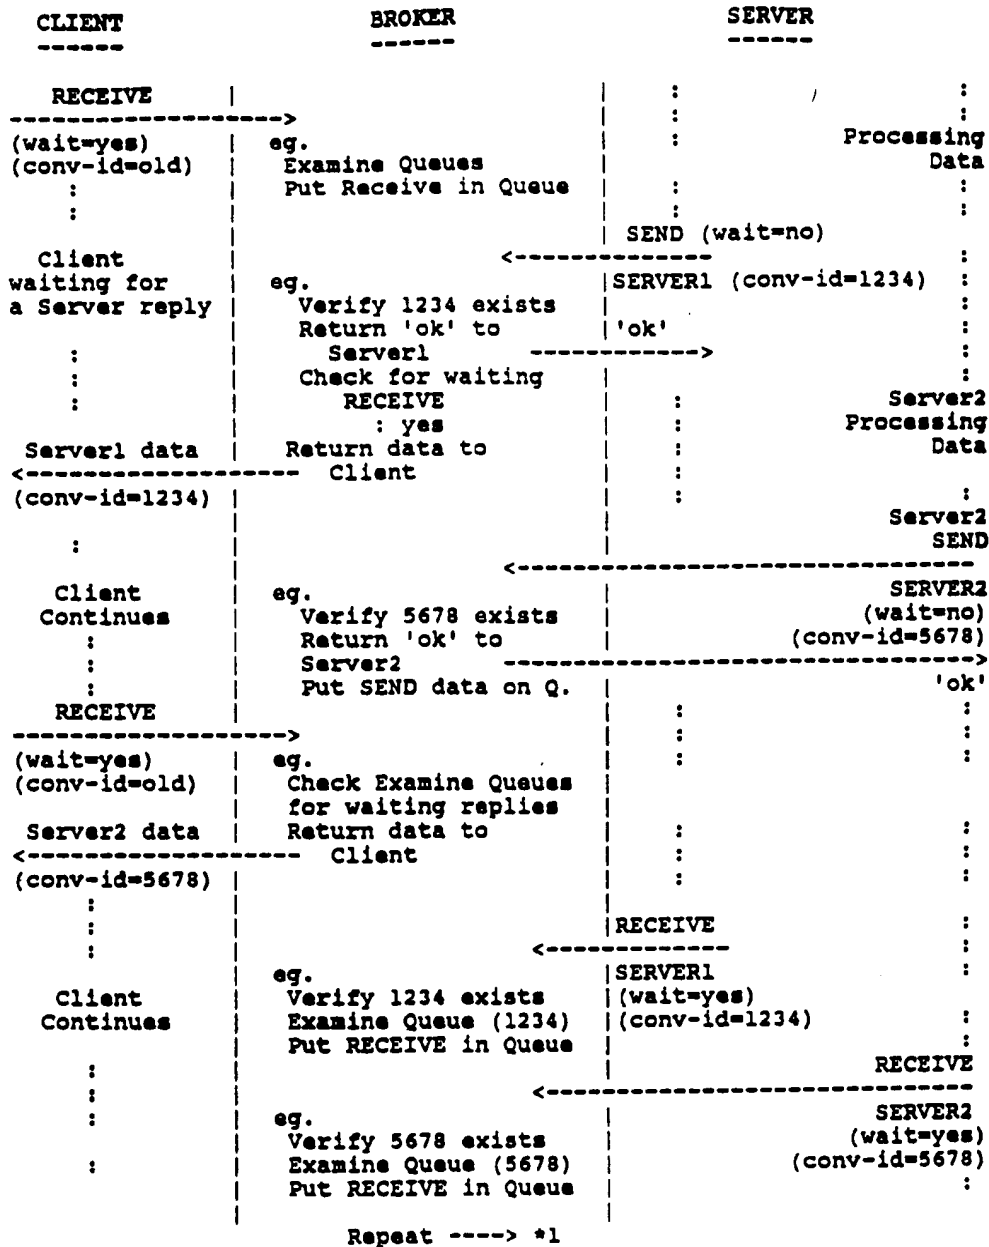 CLIENT BROKER SERVER
------ ------ ------
RECEIVE | | : :
-------------------> :
(wait=yes) | eg. | : Processing
(conv-id=old) | Examine Queues | Data
: | Put Receive in Queue | : :
: | | : :
| | SEND (wait=no)
Client | <--------------
waiting for | eg. |SERVER1 (conv-id=1234) :
a Server reply | Verify 1234 exists | :
| Return 'ok' to |'ok' :
: | Server1 ------------> :
: | Check for waiting | :
: | RECEIVE | : Server2
| : yes | : Processing
Server1 data | Return data to | : Data
<------------------- Client | :
(conv-id=1234) | | : :
| | Server2
: | | SEND
| <-------------------------------
Client | eg. | SERVER2
Continues | Verify 5678 exists | (wait=no)
: | Return 'ok' to | (conv-id=5678)
: | Server2 --------------------------------->
: | Put SEND data on Q. | 'ok'
RECEIVE | | : :
-------------------> | : :
(wait=yes) | eg. | : :
(conv-id=old) | Check Examine Queues
| for waiting replies |
Server2 data | Return data to | : :
<------------------- Client | : :
(conv-id=5678) | | : :
: | |
: | |RECEIVE :
: | <------------- :
| eg. |SERVER1 :
Client | Verify 1234 exists |(wait=yes)
Continues | Examine Queue (1234) |(conv-id=1234) :
| Put RECEIVE in Queue | :
: | | RECEIVE
: | <-----------------------------
: | eg. | SERVER2
| Verify 5678 exists | (wait=yes)
: | Examine Queue (5678) | (conv-id=5678)
| Put RECEIVE in Queue | :
| |
Repeat ----> *1